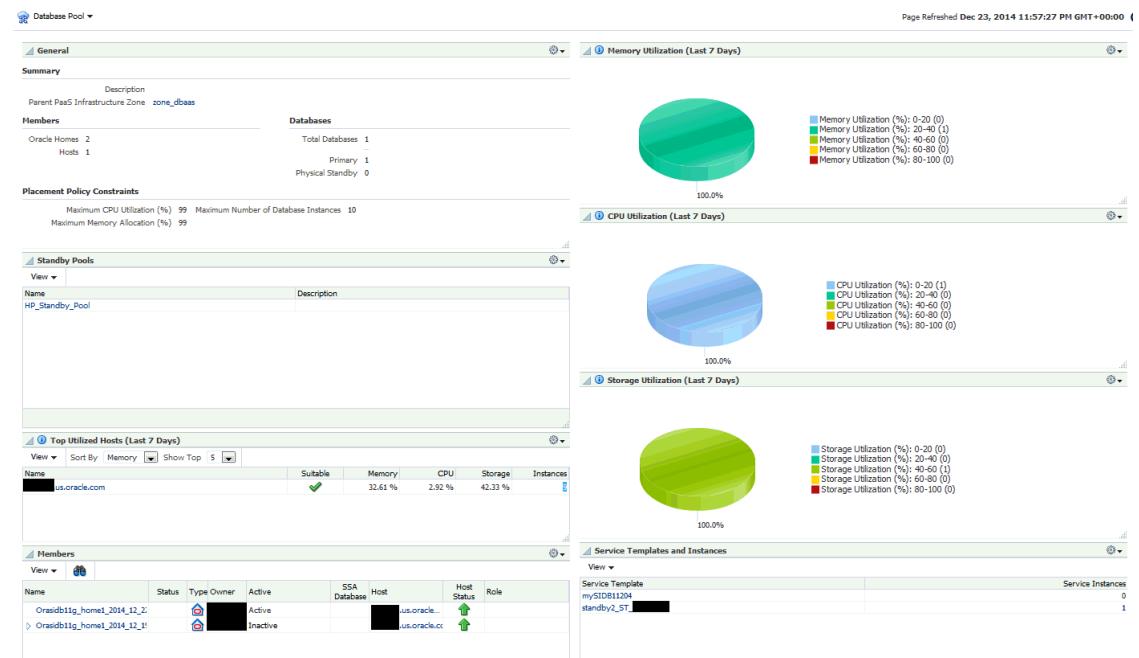 Database Pool
Page Refreshed Dec 23, 2014 11:57:27 PM GMT+00:00
General
Summary
Description
Parent PaaS Infrastructure Zone zone_dbaas
Members
Oracle Homes 2
Hosts 1
Databases
Total Databases 1
Primary 1
Physical Standby 0
Placement Policy Constraints
Maximum CPU Utilization (%) 99 Maximum Number of Database Instances 10
Maximum Memory Allocation (%) 99
Standby Pools
View
Name Description
HP_Standby_Pool
Top Utilized Hosts (Last 7 Days)
View Sort By Memory Show Top 5
Name Suitable Memory CPU Storage Instances
us.oracle.com 32.61 % 2.92 % 42.33 %
Members
View
Name Status Type Owner Active SSA Database Host Host Status Role
Orasidb11g_home1_2014_12_2 Active .us.oracle...
Orasidb11g_home1_2014_12_1 Inactive .us.oracle.cc
Memory Utilization (Last 7 Days)
Memory Utilization (%): 0-20 (0)
Memory Utilization (%): 20-40 (1)
Memory Utilization (%): 40-60 (0)
Memory Utilization (%): 60-80 (0)
Memory Utilization (%): 80-100 (0)
100.0%
CPU Utilization (Last 7 Days)
CPU Utilization (%): 0-20 (1)
CPU Utilization (%): 20-40 (0)
CPU Utilization (%): 40-60 (0)
CPU Utilization (%): 60-80 (0)
CPU Utilization (%): 80-100 (0)
100.0%
Storage Utilization (Last 7 Days)
Storage Utilization (%): 0-20 (0)
Storage Utilization (%): 20-40 (0)
Storage Utilization (%): 40-60 (1)
Storage Utilization (%): 60-80 (0)
Storage Utilization (%): 80-100 (0)
100.0%
Service Templates and Instances
View
Service Template Service Instances
mySIDB11204 0
standby2_ST_ 1